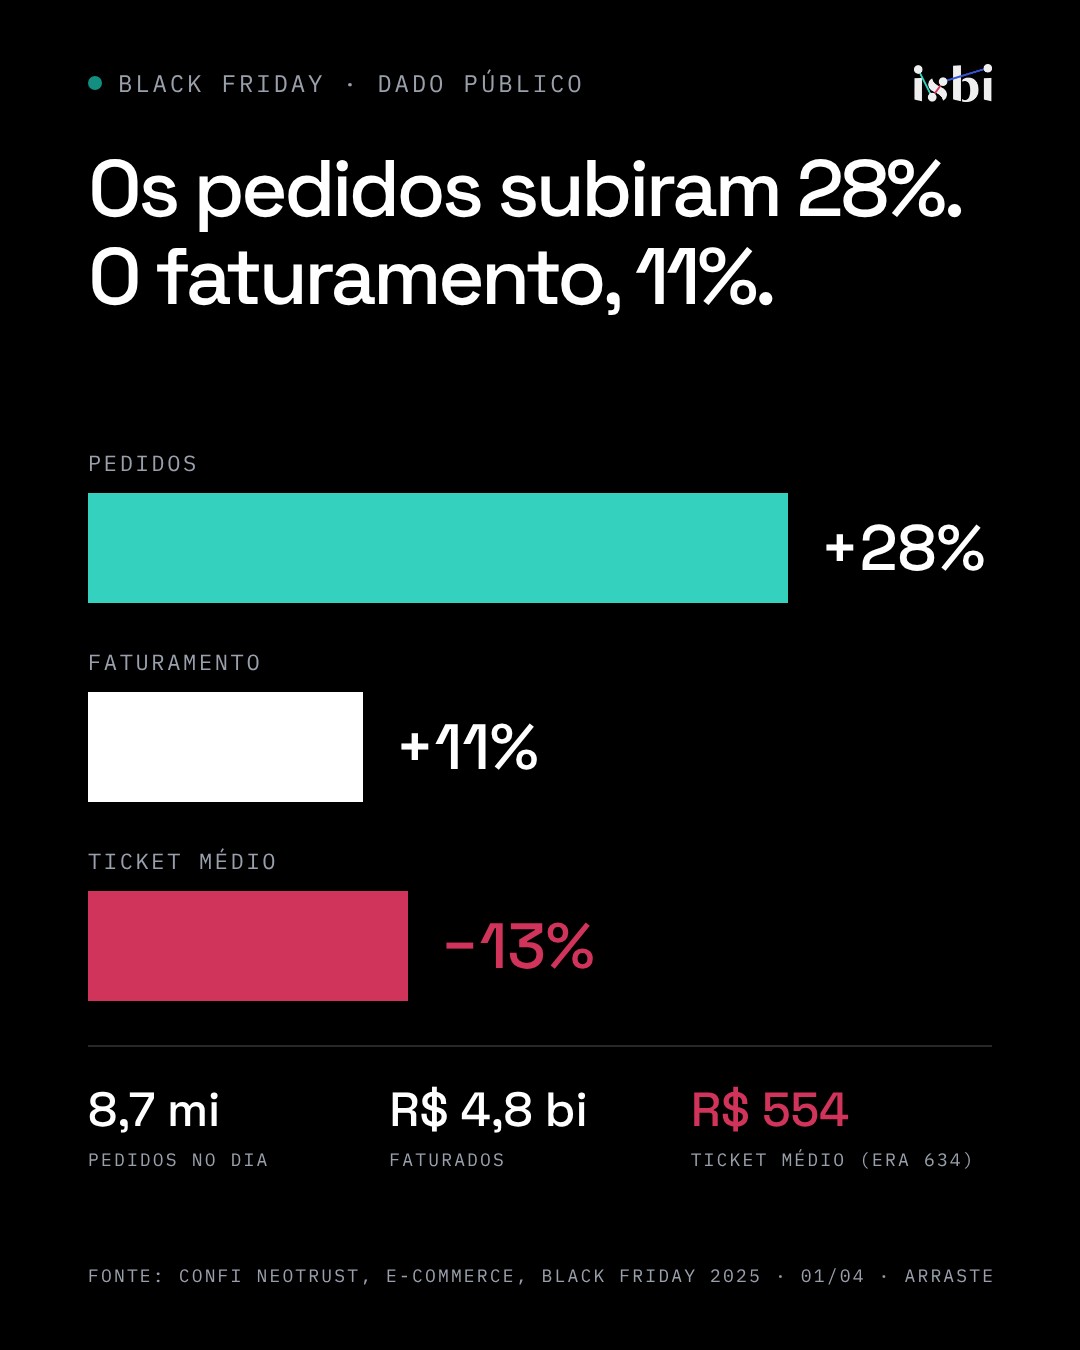 BLACK FRIDAY · DADO PÚBLICO
isbi
Os pedidos subiram 28%.
O faturamento, 11%.
PEDIDOS
+28%
FATURAMENTO
+11%
TICKET MÉDIO
−13%
8,7 mi
R$ 4,8 bi
R$ 554
PEDIDOS NO DIA
FATURADOS
TICKET MÉDIO (ERA 634)
FONTE: CONFI NEOTRUST, E-COMMERCE, BLACK FRIDAY 2025 · 01/04 · ARRASTE